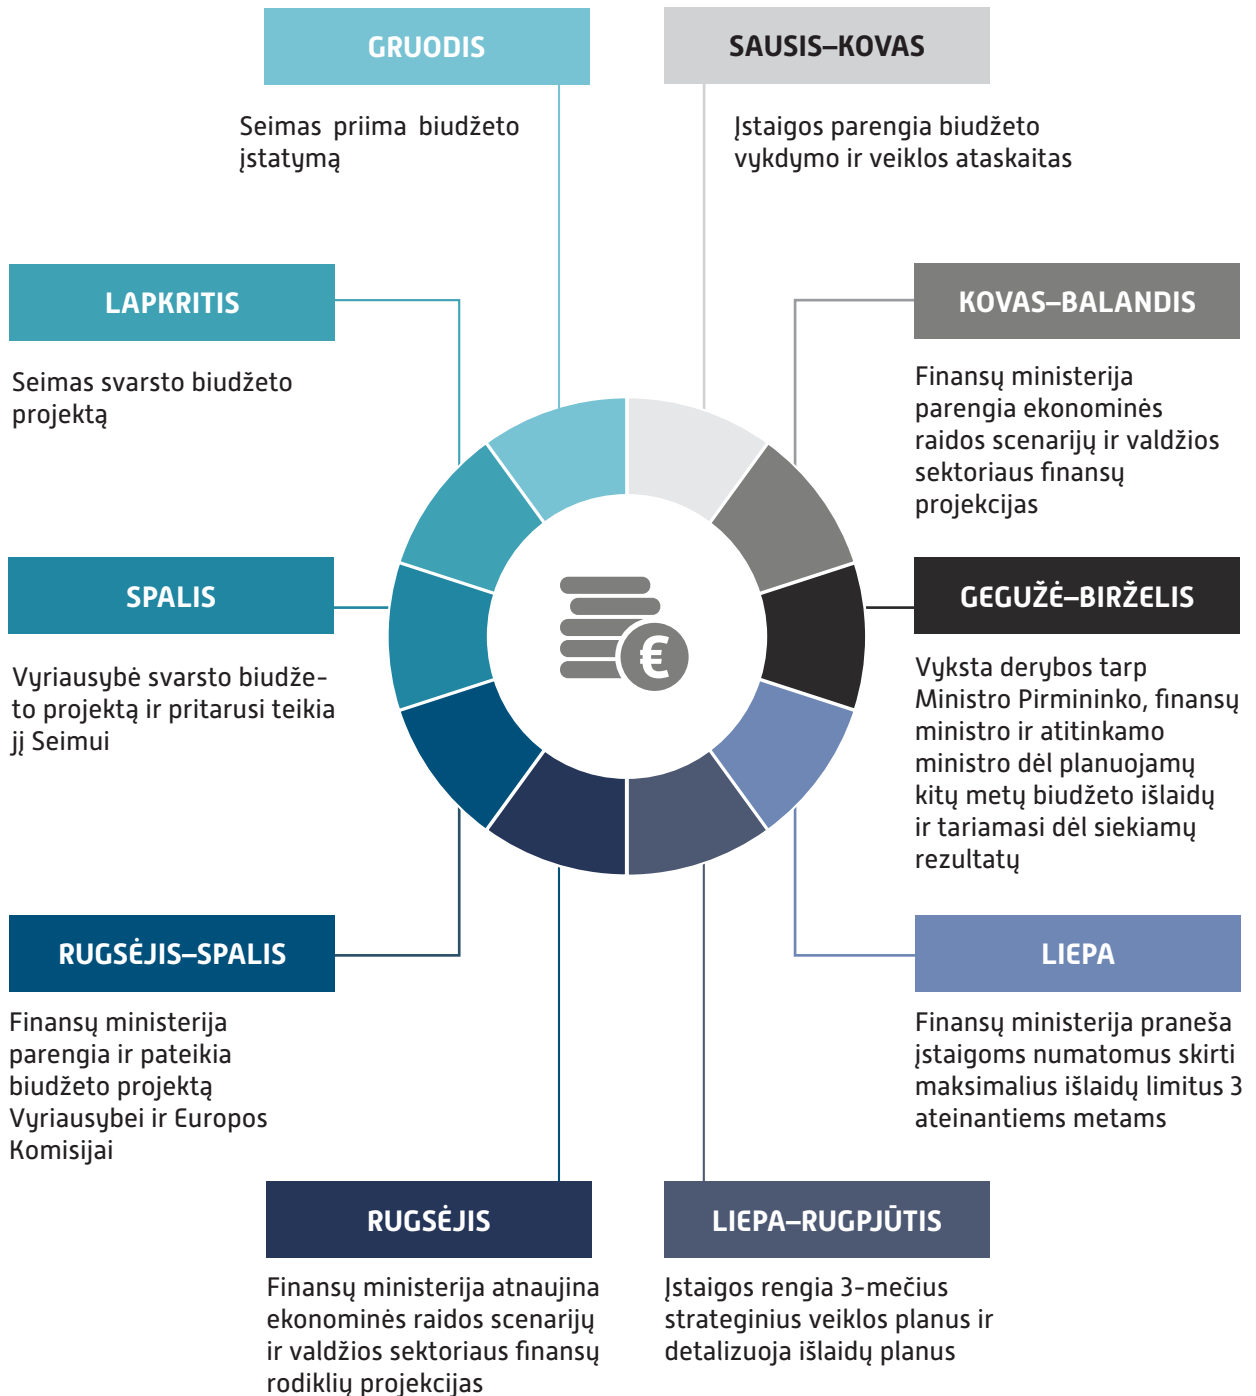 GRUODIS
Seimas priima biudžeto
įstatymą
SAUSIS–KOVAS
Įstaigos parengia biudžeto
vykdymo ir veiklos ataskaitas
KOVAS–BALANDIS
Finansų ministerija
parengia ekonominės
raidos scenarijų ir valdžios
sektoriaus finansų
projekcijas
GEGUŽĖ–BIRŽELIS
Vyksta derybos tarp
Ministro Pirmininko, finansų
ministro ir atitinkamo
ministro dėl planuojamų
kitų metų biudžeto išlaidų
ir tariamasi dėl siekiamų
rezultatų
LIEPA
Finansų ministerija praneša
įstaigoms numatomus skirti
maksimalius išlaidų limitus 3
ateinantiems metams
LIEPA–RUGPJŪTIS
Įstaigos rengia 3-mečius
strateginius veiklos planus ir
detalizuoja išlaidų planus
RUGSĖJIS
Finansų ministerija atnaujina
ekonominės raidos scenarijų
ir valdžios sektoriaus finansų
rodiklių projekcijas
RUGSĖJIS–SPALIS
Finansų ministerija
parengia ir pateikia
biudžeto projektą
Vyriausybei ir Europos
Komisijai
SPALIS
Vyriausybė svarsto biudže-
to projektą ir pritarusi teikia
jį Seimui
LAPKRITIS
Seimas svarsto biudžeto
projektą
€